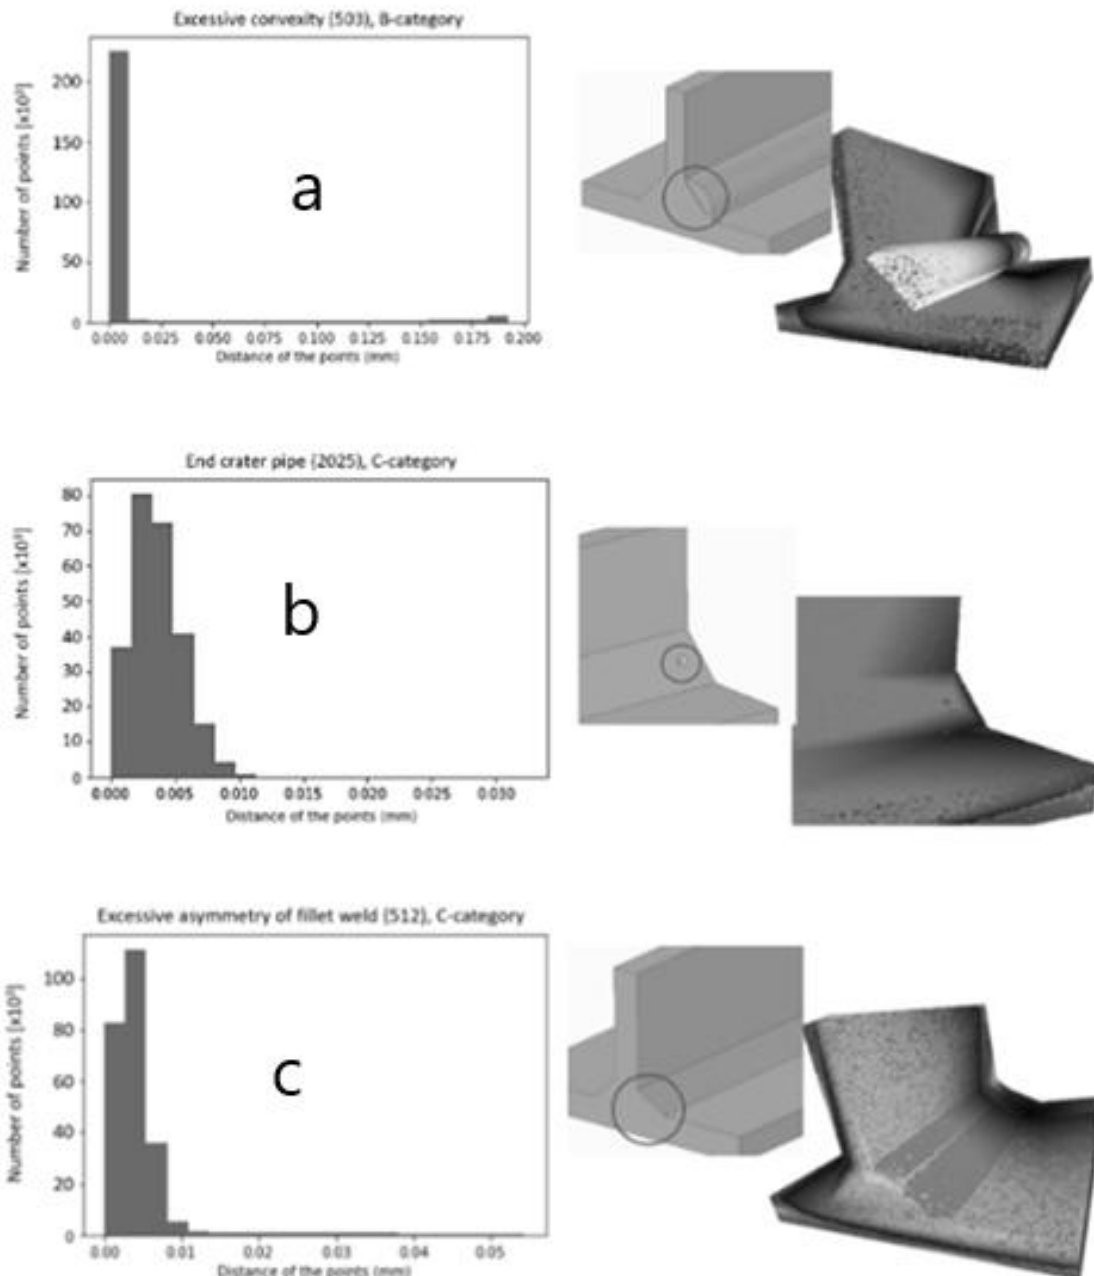 Excessive convexity (503), B-category
Number of points [x10³]
200
150
100
50
0
a
0.000 0.025 0.050 0.075 0.100 0.125 0.150 0.175 0.200
Distance of the points (mm)
End crater pipe (2025), C-category
Number of points [x10³]
80
70
60
50
40
30
20
10
0
b
0.000 0.005 0.010 0.015 0.020 0.025 0.030
Distance of the points (mm)
Excessive asymmetry of fillet weld (512), C-category
Number of points [x10³]
100
80
60
40
20
0
c
0.00 0.01 0.02 0.03 0.04 0.05
Distance of the points (mm)